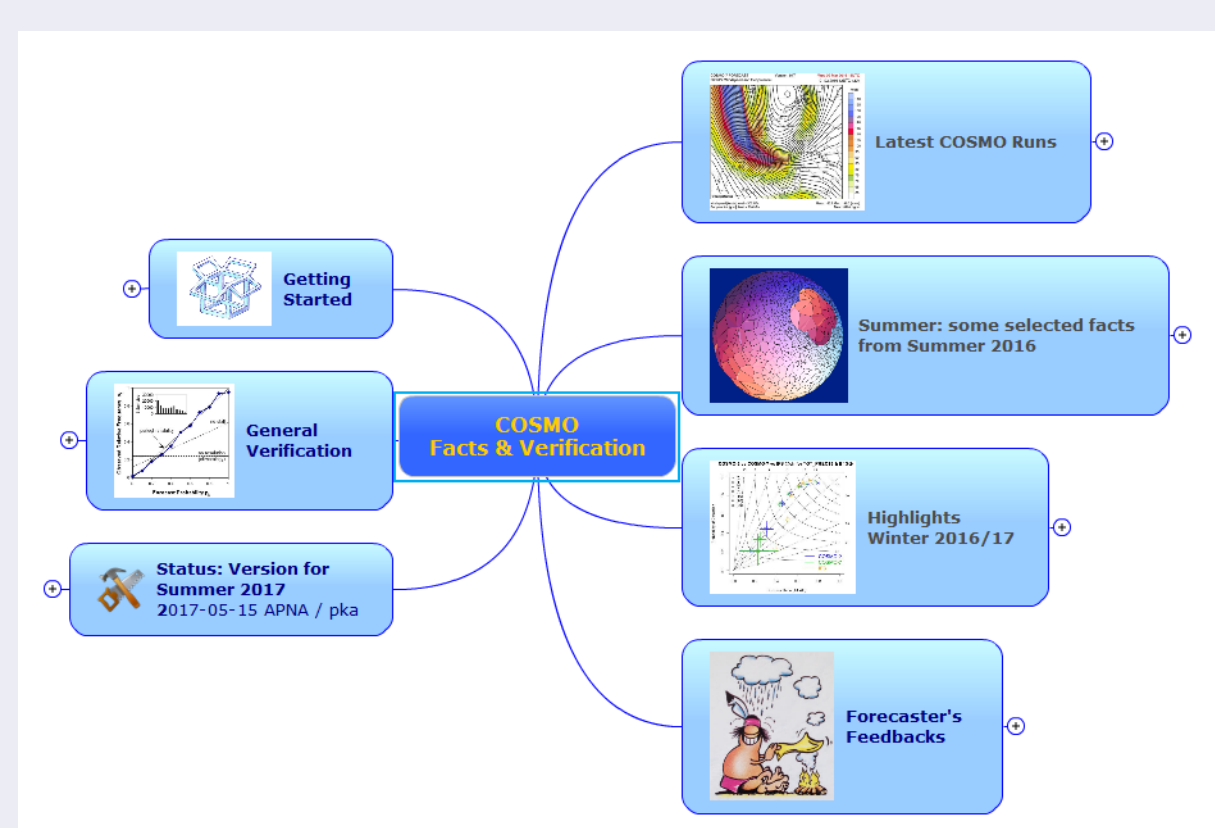 Latest COSMO Runs
Getting
Started
Summer: some selected facts
from Summer 2016
General
Verification
COSMO
Facts & Verification
Highlights
Winter 2016/17
Status: Version for
Summer 2017
2017-05-15 APNA / pka
Forecaster's
Feedbacks